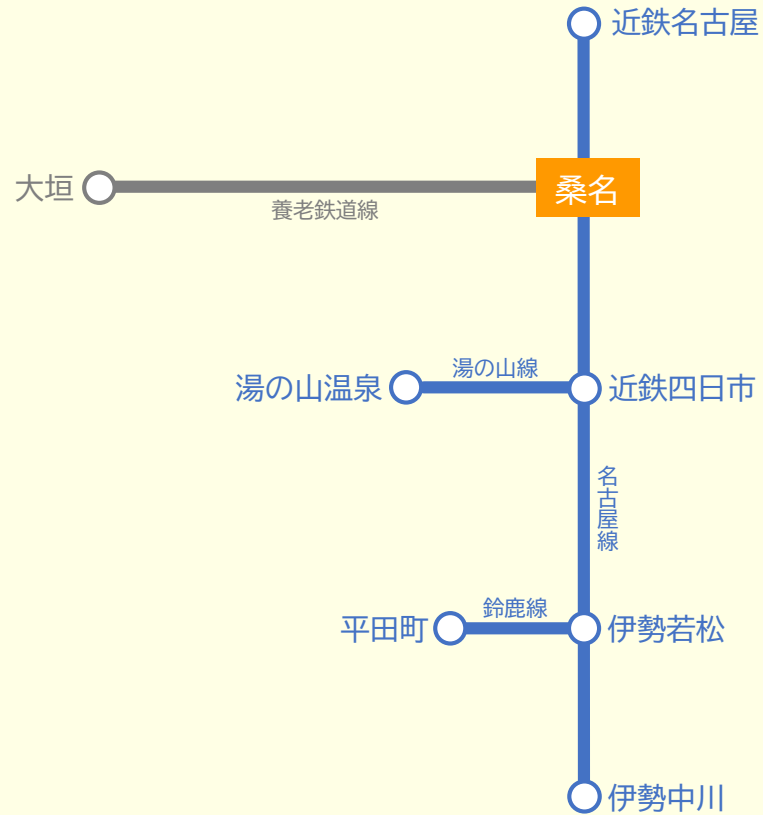 近鉄名古屋
大垣
桑名
養老鉄道線
湯の山線
湯の山温泉
近鉄四日市
名古屋線
鈴鹿線
平田町
伊勢若松
伊勢中川